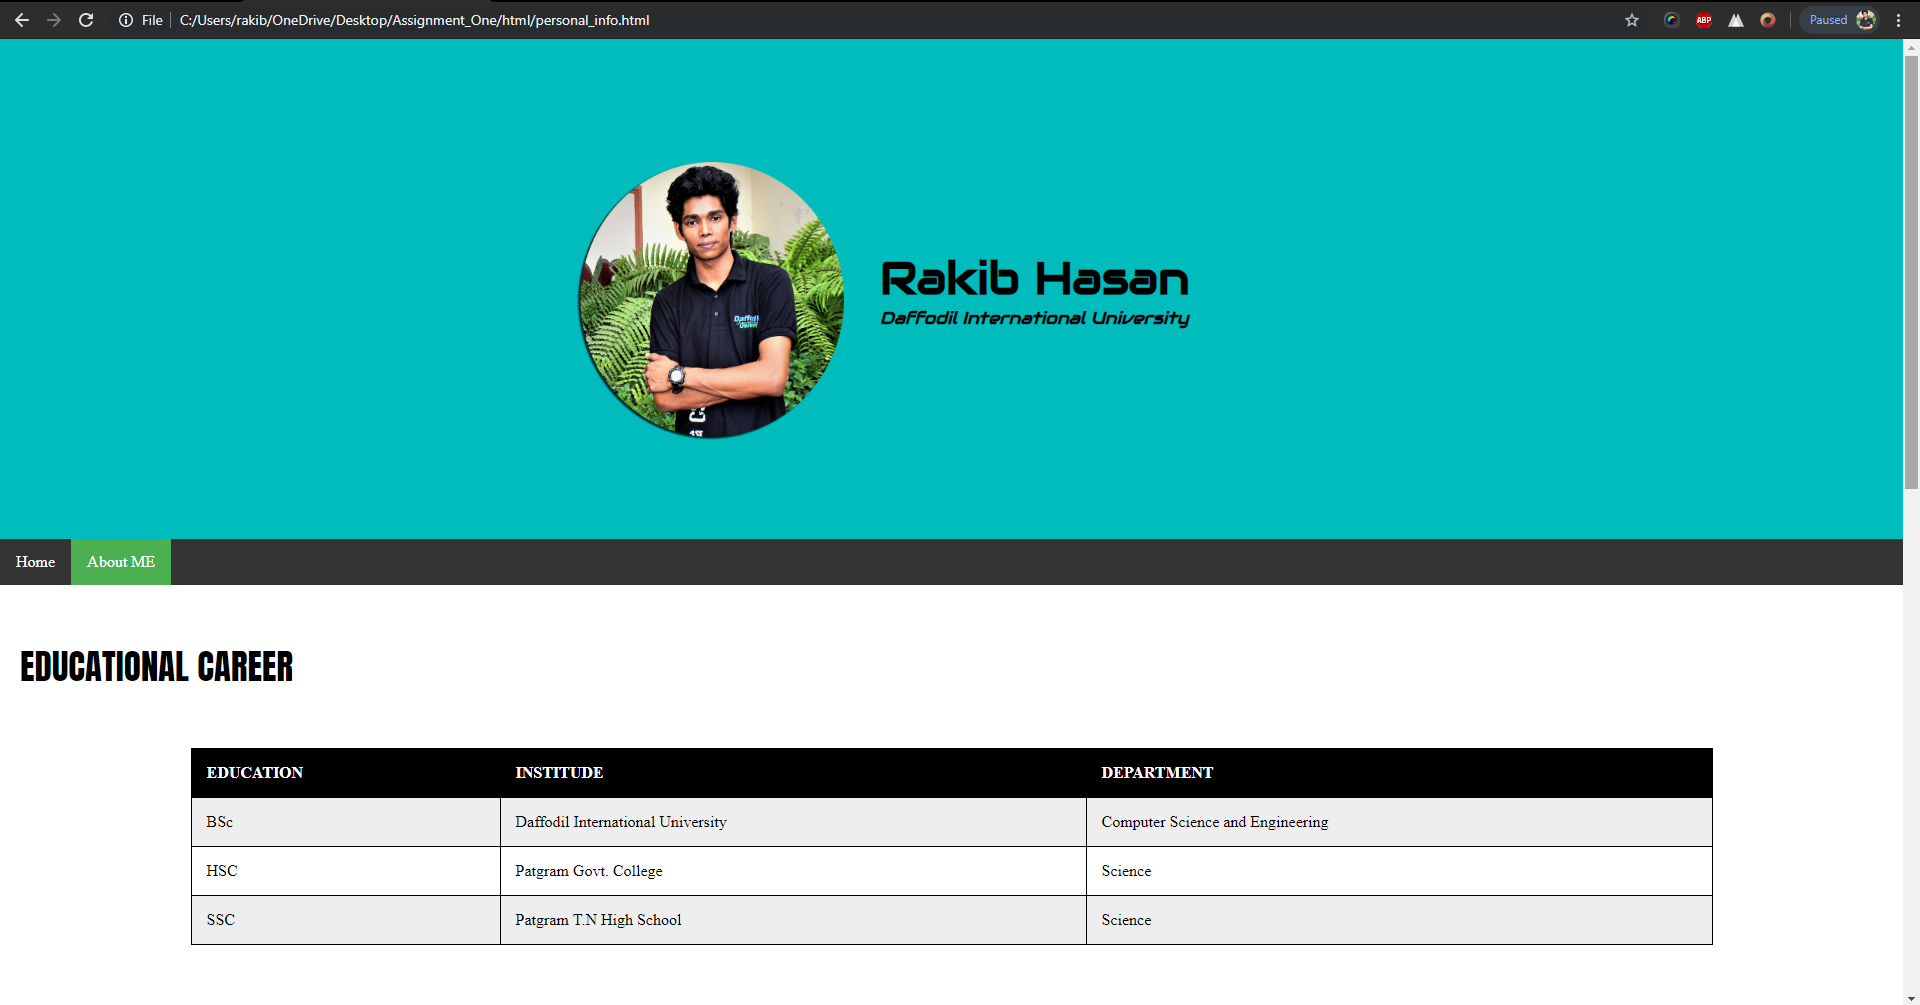 File C:/Users/rakib/OneDrive/Desktop/Assignment_One/html/personal_info.html ABP Paused
Rakib Hasan
Daffodil International University
Home About ME
EDUCATIONAL CAREER
EDUCATION INSTITUDE DEPARTMENT
BSc Daffodil International University Computer Science and Engineering
HSC Patgram Govt. College Science
SSC Patgram T.N High School Science